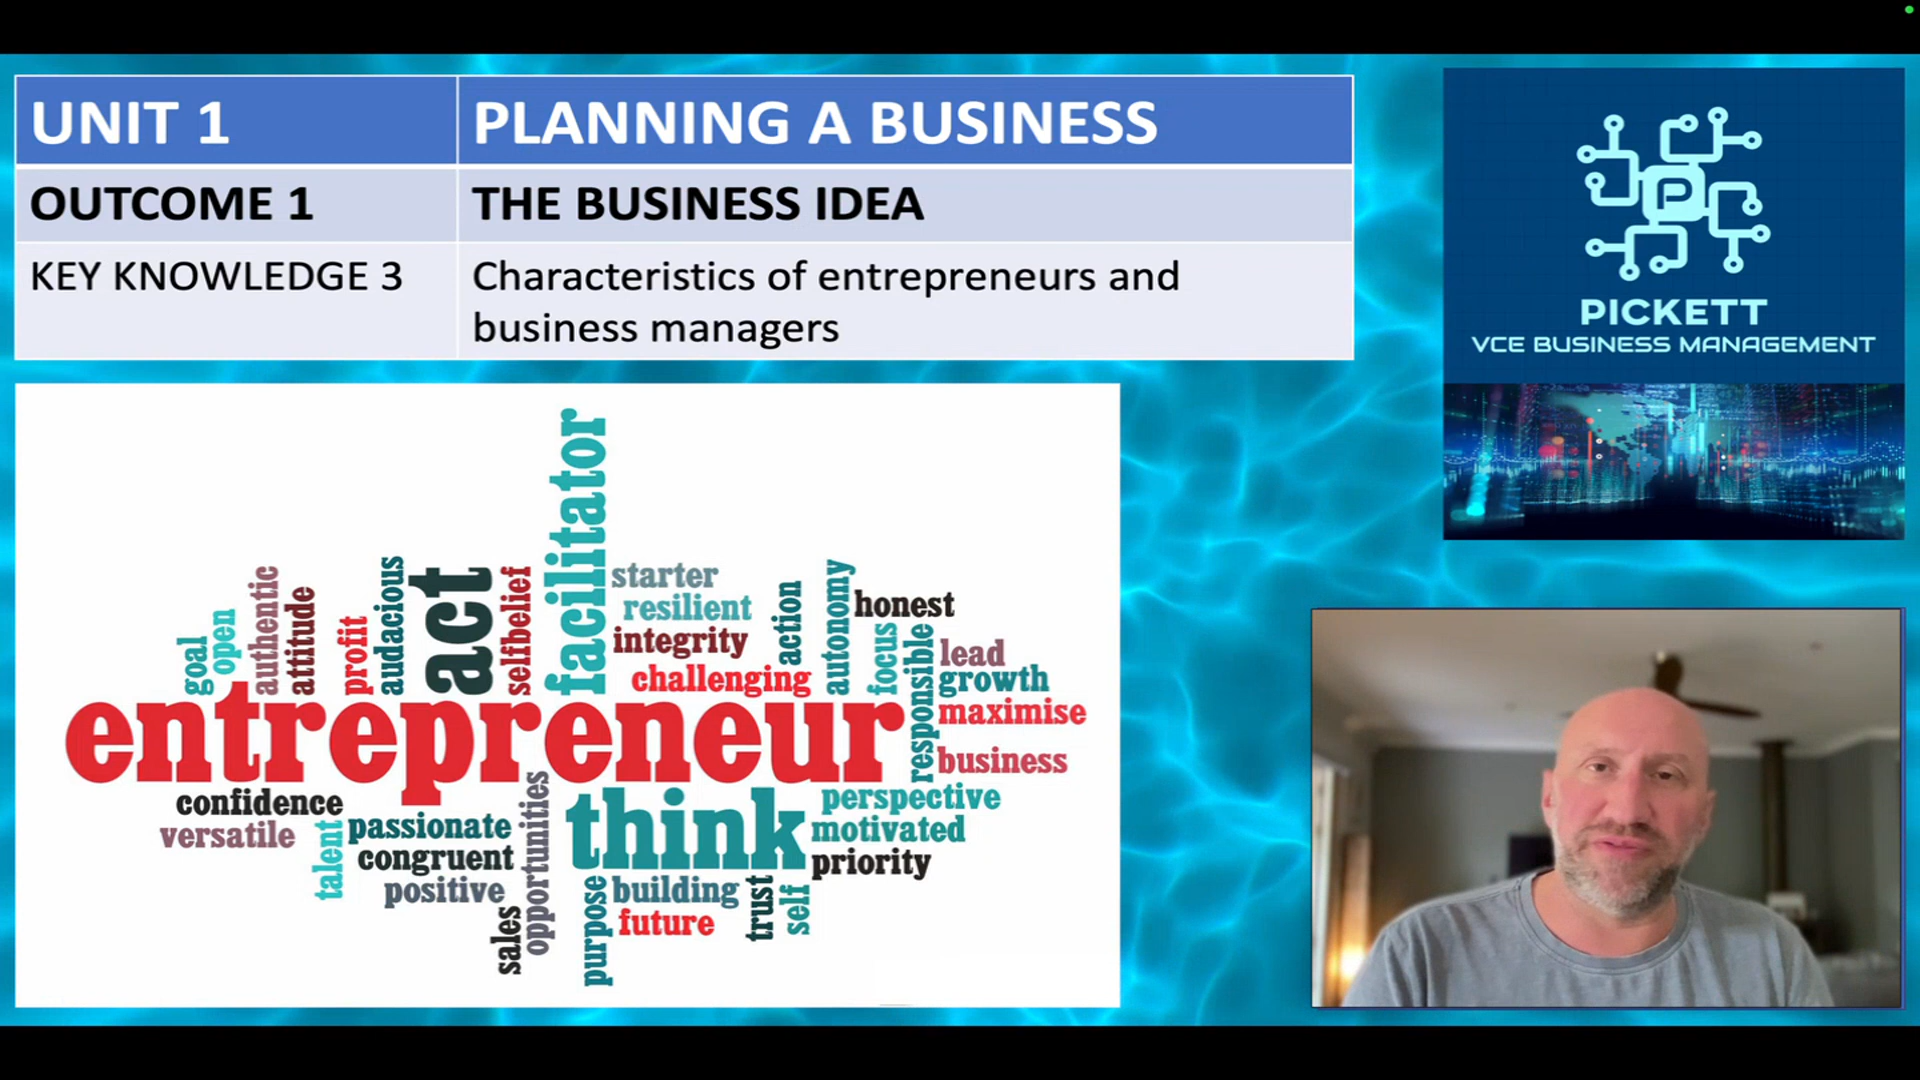 UNIT 1
PLANNING A BUSINESS
OUTCOME 1
THE BUSINESS IDEA
KEY KNOWLEDGE 3
Characteristics of entrepreneurs and
business managers
PICKETT
VCE BUSINESS MANAGEMENT
facilitator
act
starter
resilient
integrity
challenging
action
autonomy
honest
focus
responsible
lead
growth
maximise
business
goal
open
authentic
attitude
profit
audacious
selfbelief
entrepreneur
confidence
versatile
talent
passionate
congruent
positive
sales
opportunities
think
perspective
motivated
priority
purpose
building
future
trust
self